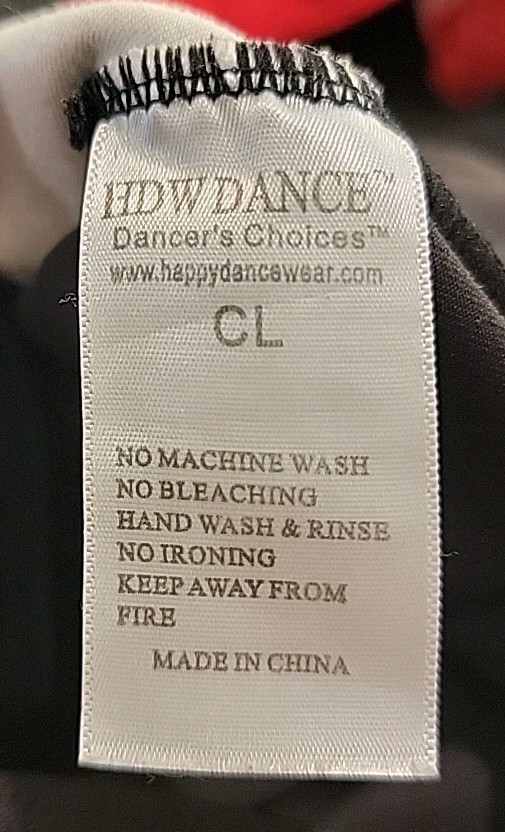 HDW DANCE™
Dancer's Choices™
www.happydancewear.com
CL
NO MACHINE WASH
NO BLEACHING
HAND WASH & RINSE
NO IRONING
KEEP AWAY FROM
FIRE
MADE IN CHINA